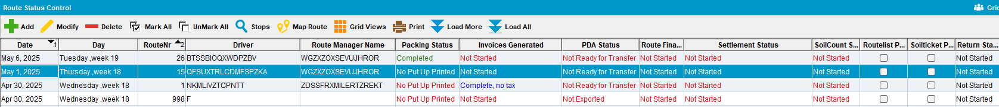 Route Status Control Grid
Add Modify Delete Mark All UnMark All Stops Map Route Grid Views Print Load More Load All
Date 1 Day RouteNr 2 Driver Route Manager Name Packing Status Invoices Generated PDA Status Route Fina... Settlement Status SoilCount S... Routelist P... Soilticket P... Return Sta...
May 6, 2025 Tuesday ,week 19 26 BTSSBIOQXWDPZBV WGZXZOXSEVUJHROR Completed Not Started Not Ready for Transfer Not Started Not Started Not Started Not Started
May 1, 2025 Thursday ,week 18 15 QFSUXTRLCDMFSPZKA WGZXZOXSEVUJHROR No Put Up Printed Not Started Not Ready for Transfer Not Started Not Started Not Started Not Started
Apr 30, 2025 Wednesday ,week 18 1 NKMLIVZTCPNTT ZDSSFRXMILERTZREKT No Put Up Printed Complete, no tax Not Ready for Transfer Not Started Not Started Not Started Not Started
Apr 30, 2025 Wednesday ,week 18 998 F No Put Up Printed Not Started Not Exported Not Started Not Started Not Started Not Started